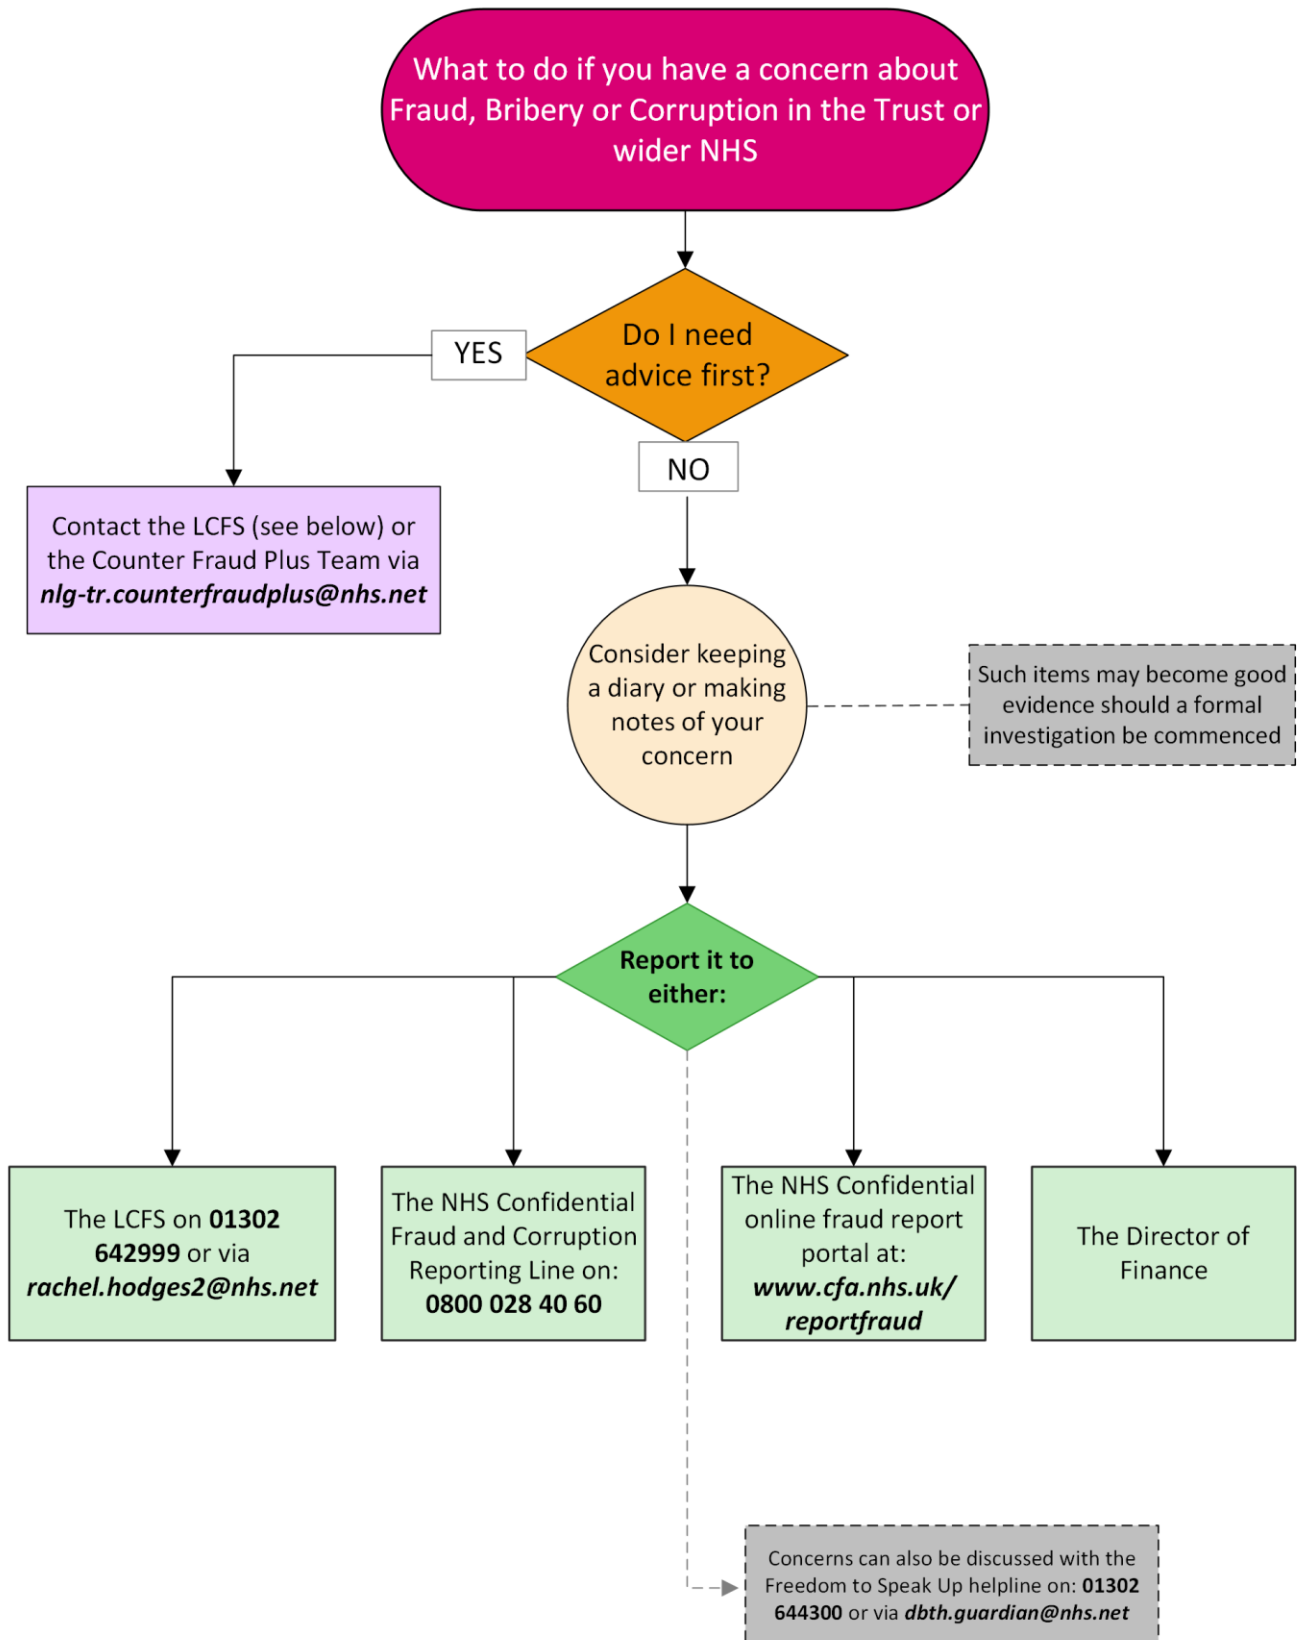 What to do if you have a concern about
Fraud, Bribery or Corruption in the Trust or
wider NHS
Do I need
advice first?
YES
NO
Contact the LCFS (see below) or
the Counter Fraud Plus Team via
nlg-tr.counterfraudplus@nhs.net
Consider keeping
a diary or making
notes of your
concern
Such items may become good
evidence should a formal
investigation be commenced
Report it to
either:
The LCFS on 01302
642999 or via
rachel.hodges2@nhs.net
The NHS Confidential
Fraud and Corruption
Reporting Line on:
0800 028 40 60
The NHS Confidential
online fraud report
portal at:
www.cfa.nhs.uk/
reportfraud
The Director of
Finance
Concerns can also be discussed with the
Freedom to Speak Up helpline on: 01302
644300 or via dbth.guardian@nhs.net